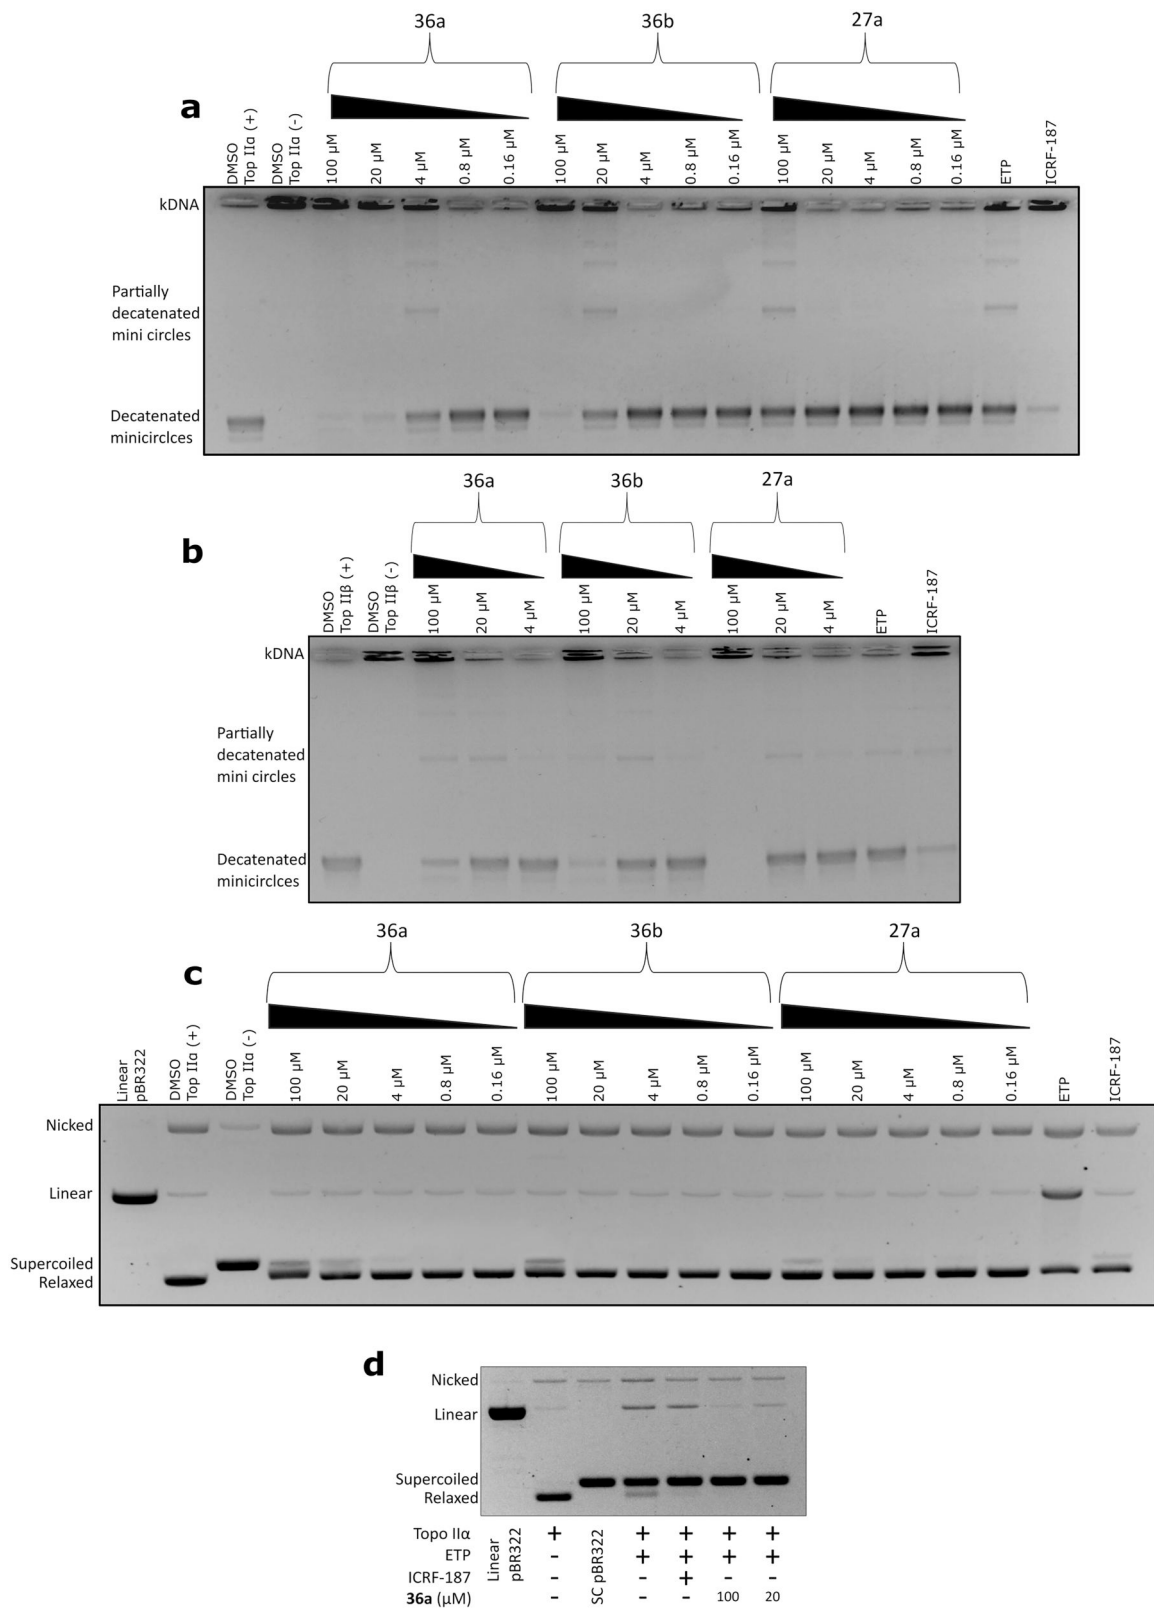 36a
36b
27a
a
DMSO
Top IIα (+)
DMSO
Top IIα (-)
100 µM
20 µM
4 µM
0.8 µM
0.16 µM
100 µM
20 µM
4 µM
0.8 µM
0.16 µM
100 µM
20 µM
4 µM
0.8 µM
0.16 µM
ETP
ICRF-187
kDNA
Partially
decatenated
mini circles
Decatenated
minicirclces
36a
36b
27a
b
DMSO
Top IIβ (+)
DMSO
Top IIβ (-)
100 µM
20 µM
4 µM
100 µM
20 µM
4 µM
100 µM
20 µM
4 µM
ETP
ICRF-187
kDNA
Partially
decatenated
mini circles
Decatenated
minicirclces
36a
36b
27a
c
Linear
pBR322
DMSO
Top IIα (+)
DMSO
Top IIα (-)
100 µM
20 µM
4 µM
0.8 µM
0.16 µM
100 µM
20 µM
4 µM
0.8 µM
0.16 µM
100 µM
20 µM
4 µM
0.8 µM
0.16 µM
ETP
ICRF-187
Nicked
Linear
Supercoiled
Relaxed
d
Nicked
Linear
Supercoiled
Relaxed
Linear
pBR322
SC pBR322
Topo IIα + + + + +
ETP - + + + +
ICRF-187 - - + - -
36a (µM) - - - 100 20